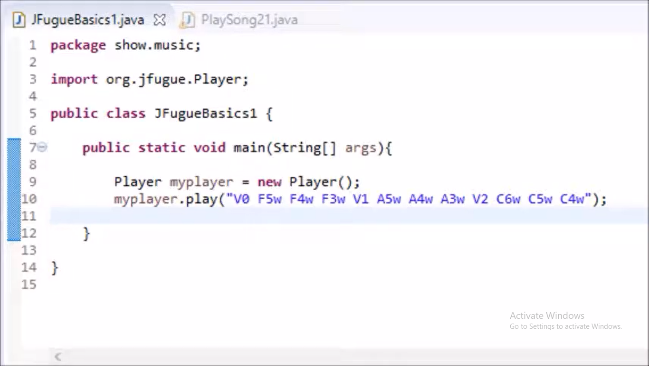 JFugueBasics1.java PlaySong21.java
1 package show.music;
2
3 import org.jfugue.Player;
4
5 public class JFugueBasics1 {
6
7 public static void main(String[] args){
8
9 Player myplayer = new Player();
10 myplayer.play("V0 F5w F4w F3w V1 A5w A4w A3w V2 C6w C5w C4w");
11
12 }
13
14 }
15
Activate Windows
Go to Settings to activate Windows.